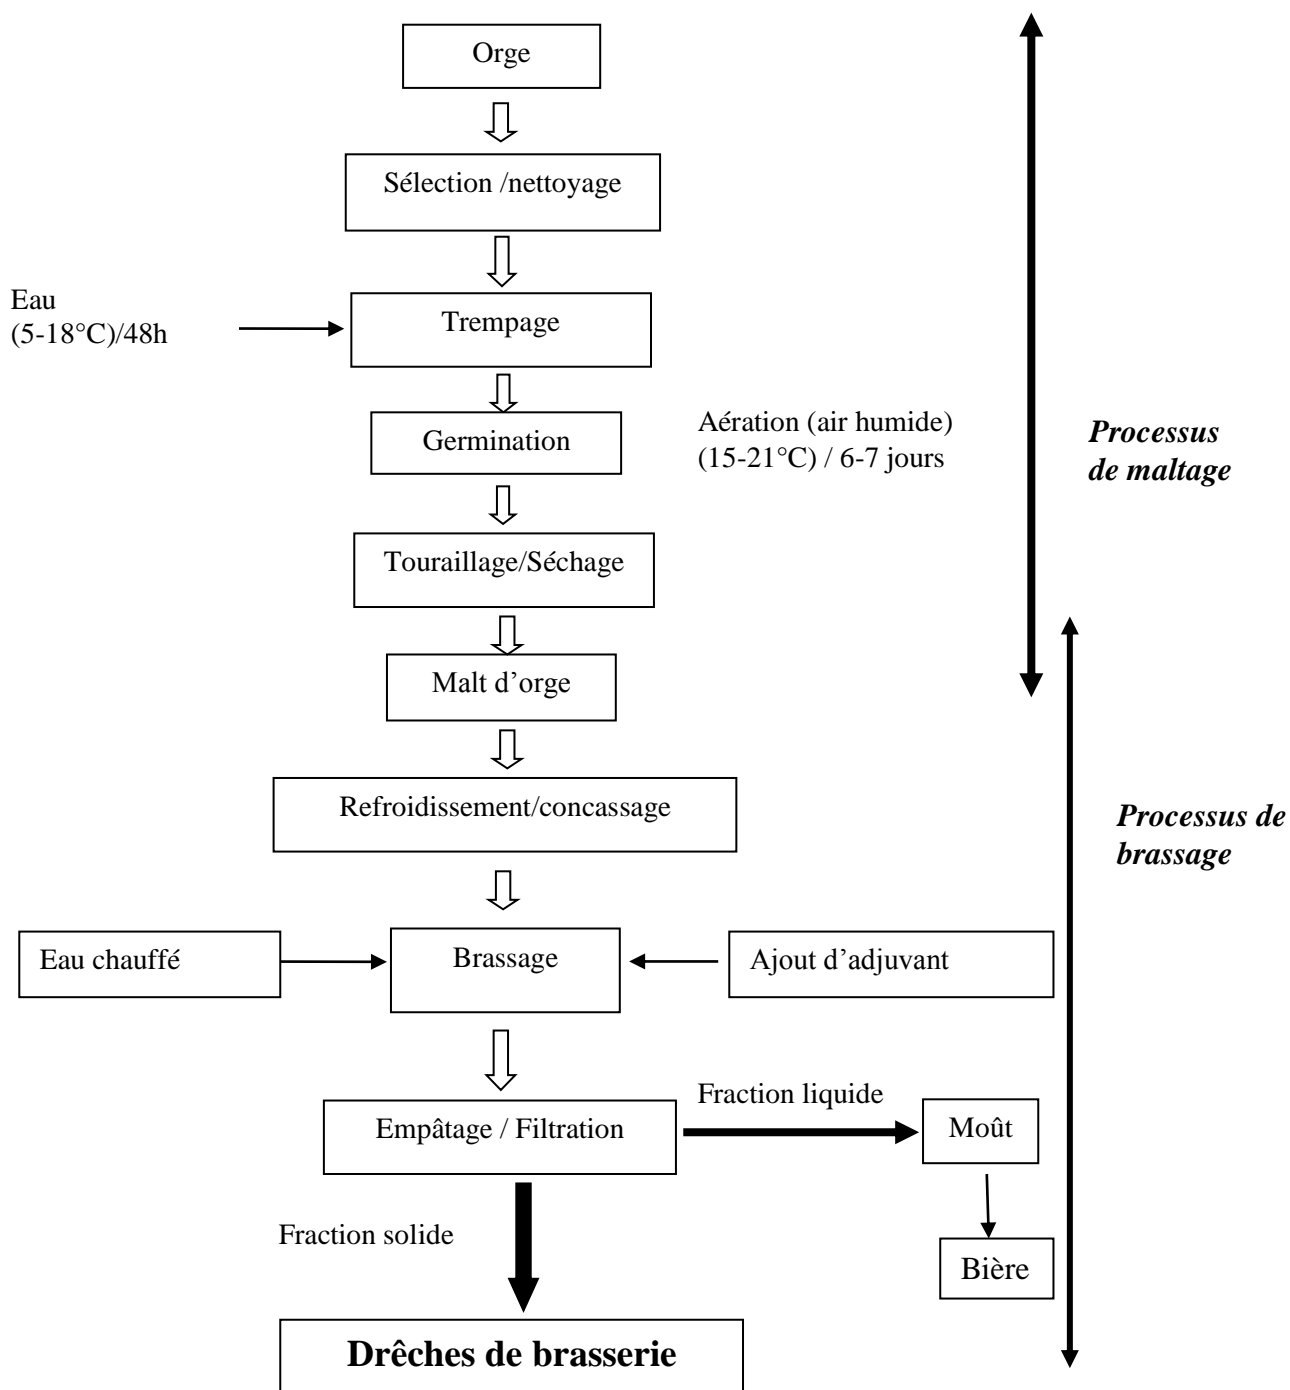 Orge
Sélection /nettoyage
Eau
(5-18°C)/48h
Trempage
Germination
Aération (air humide)
(15-21°C) / 6-7 jours
Processus
de maltage
Touraillage/Séchage
Malt d’orge
Refroidissement/concassage
Processus de
brassage
Eau chauffé
Brassage
Ajout d’adjuvant
Fraction liquide
Empâtage / Filtration
Moût
Fraction solide
Bière
Drêches de brasserie